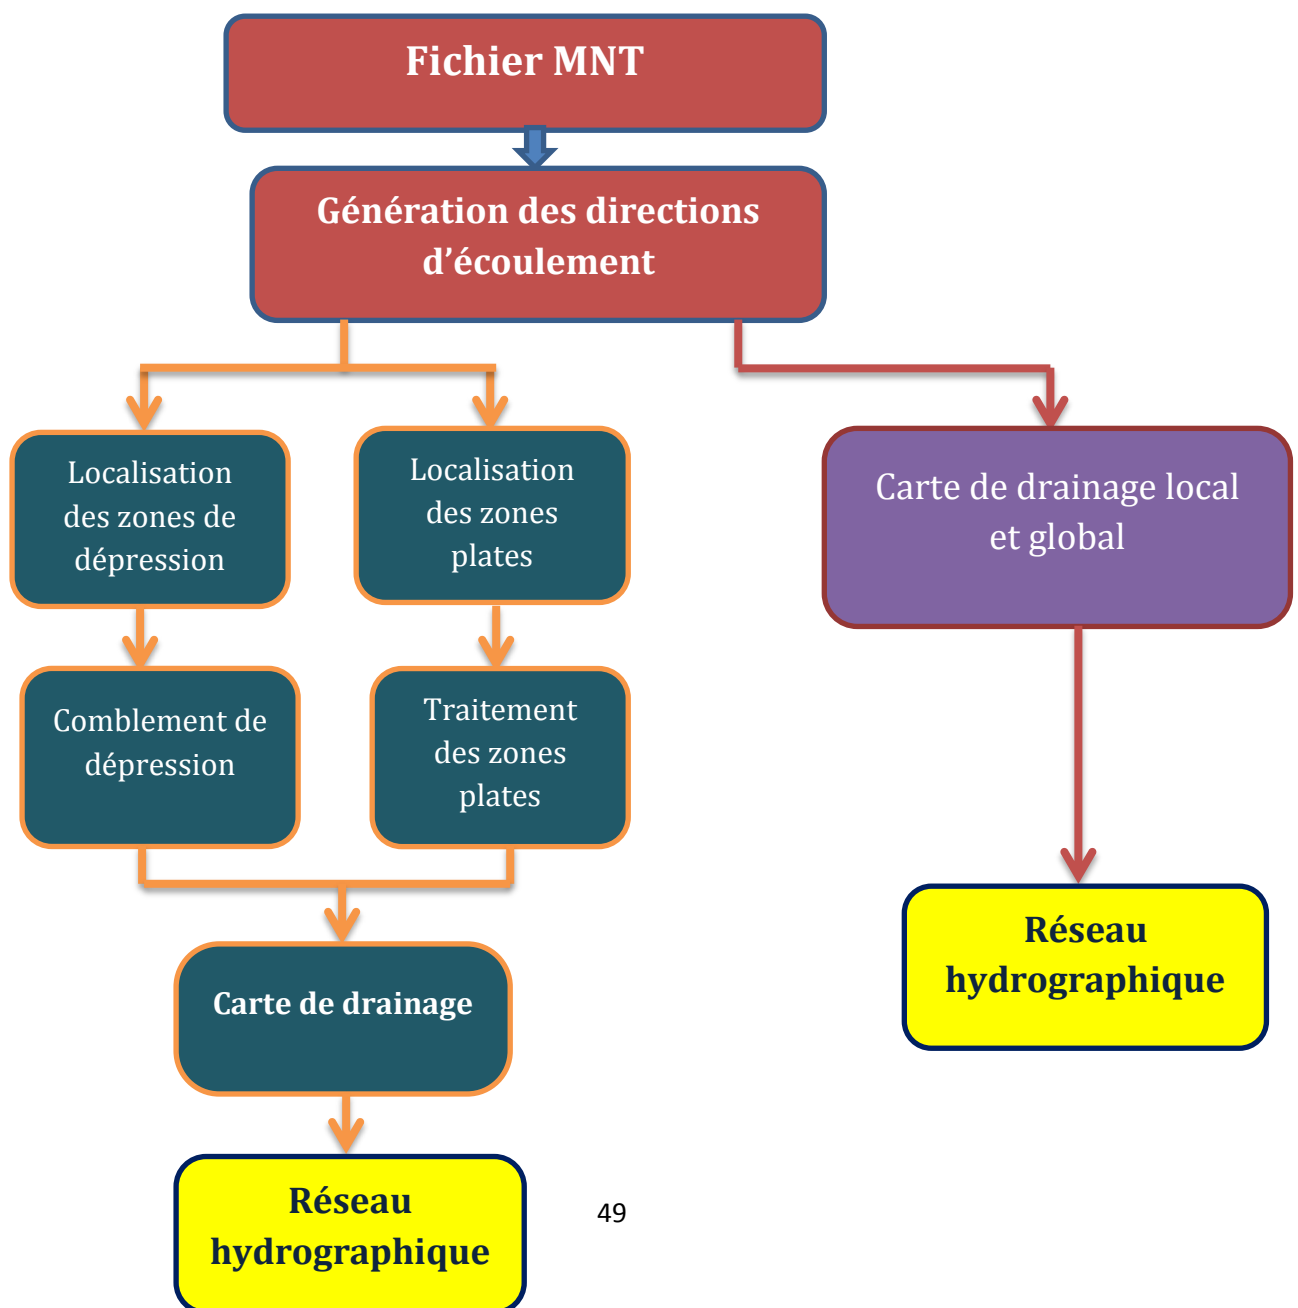 Fichier MNT
Génération des directions
d’écoulement
Localisation
des zones de
dépression
Localisation
des zones
plates
Carte de drainage local
et global
Comblement de
dépression
Traitement
des zones
plates
Réseau
hydrographique
Carte de drainage
Réseau
hydrographique
49